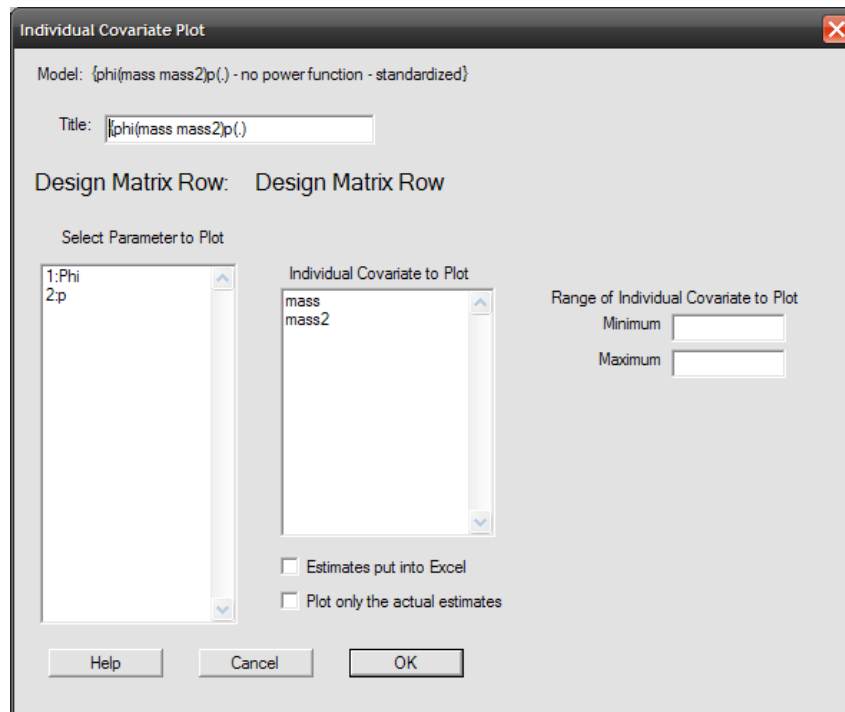 Individual Covariate Plot
Model: {phi(mass mass2)p(.) - no power function - standardized}
Title: {phi(mass mass2)p(.)
Design Matrix Row: Design Matrix Row
Select Parameter to Plot
1:Phi
2:p
Individual Covariate to Plot
mass
mass2
Range of Individual Covariate to Plot
Minimum
Maximum
Estimates put into Excel
Plot only the actual estimates
Help Cancel OK